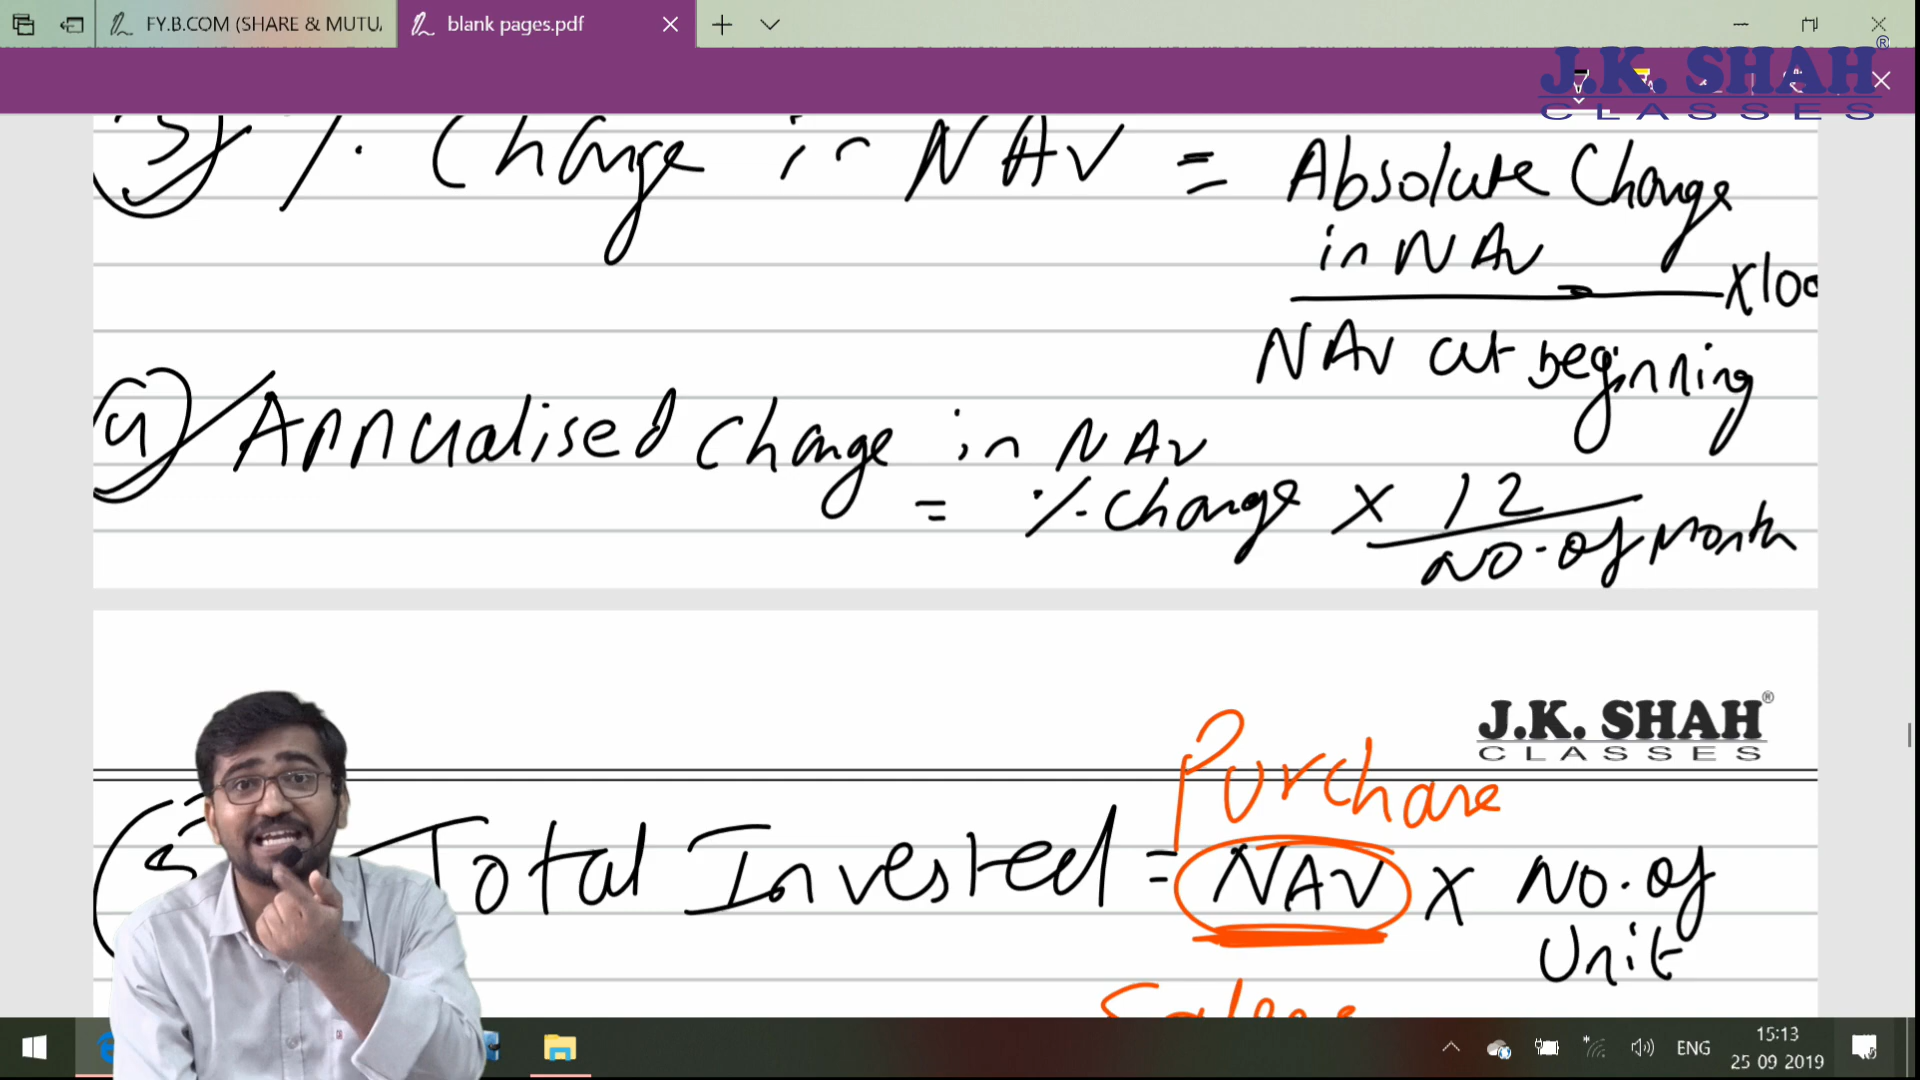 FY.B.COM (SHARE & MUTU
blank pages.pdf
J.K. SHAH®
CLASSES
3) % Change in NAV = Absolute Change
in NAV
x100
NAV at beginning
4) Annualised Change in NAV
= % Change x 12
No. of Month
J.K. SHAH®
CLASSES
Purchase
5 Total Invested = NAV x No. of
Unit
Sales
15:13
ENG
25 09 2019